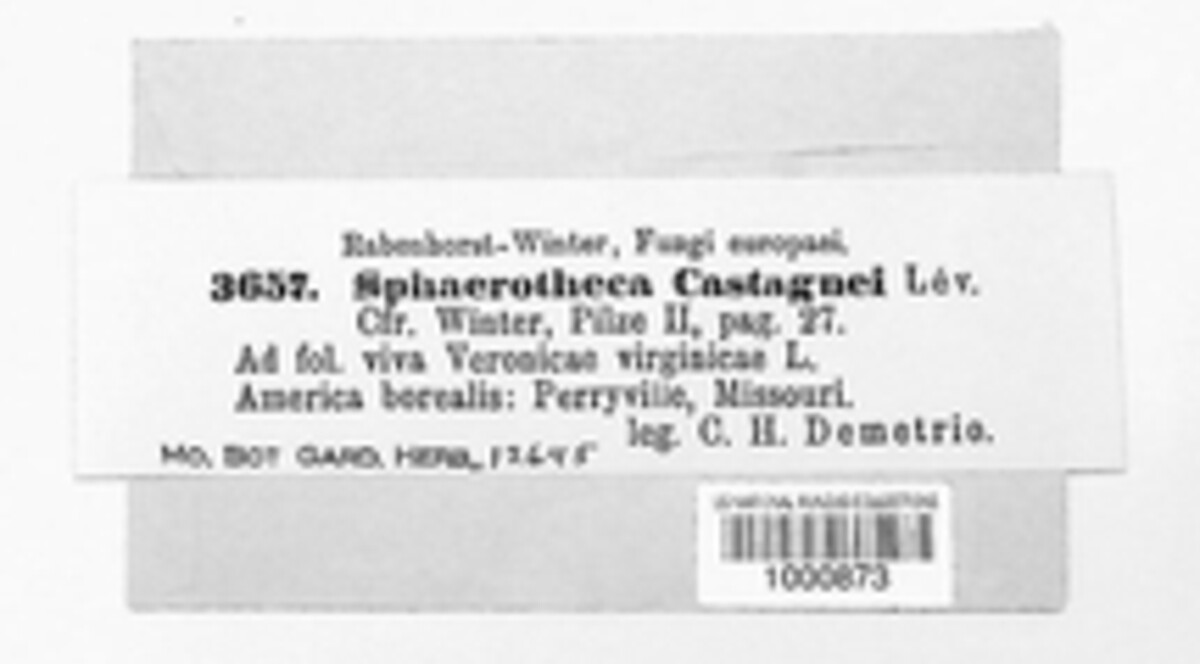 Rabenhorst-Winter, Fungi europaei.
3657. Sphaerotheca Castagnei Lév.
Cfr. Winter, Pilze II, pag. 27.
Ad fol. viva Veronicae virginicae L.
America borealis: Perryville, Missouri.
leg. C. H. Demetrio.
MO. BOT GARD. HERB.
1000873